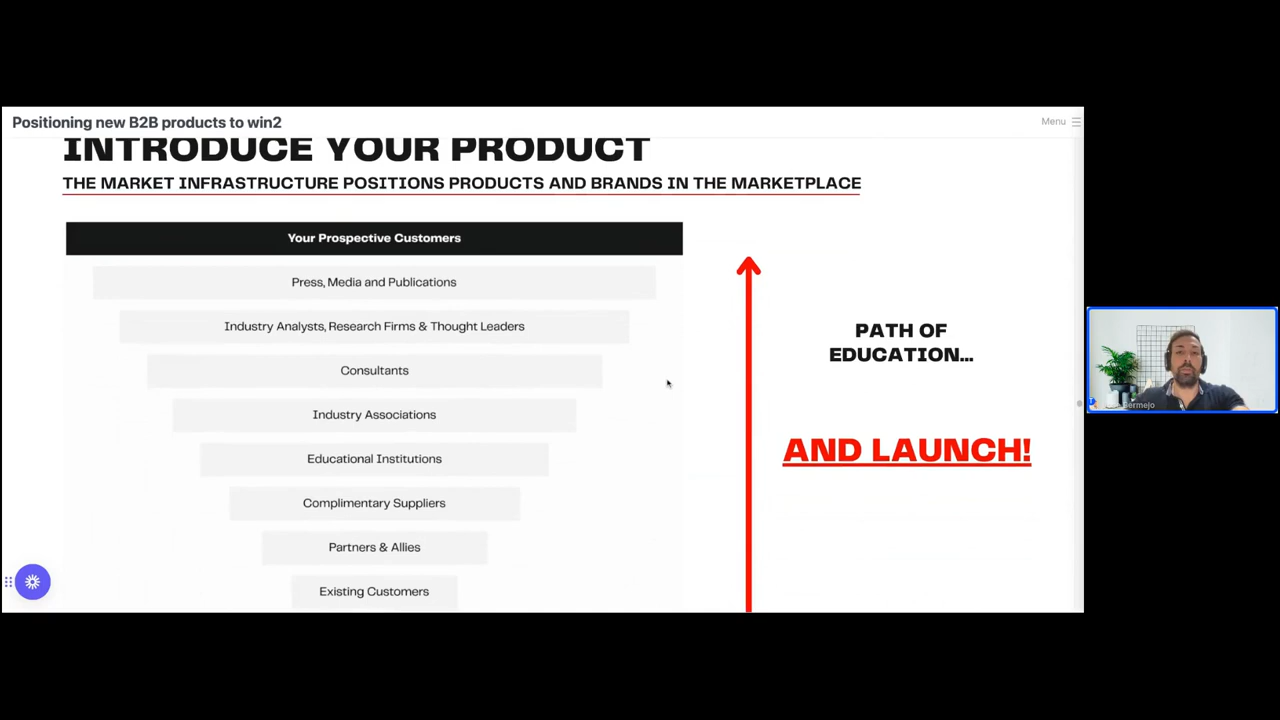 Positioning new B2B products to win2
Menu
INTRODUCE YOUR PRODUCT
THE MARKET INFRASTRUCTURE POSITIONS PRODUCTS AND BRANDS IN THE MARKETPLACE
Your Prospective Customers
Press, Media and Publications
Industry Analysts, Research Firms & Thought Leaders
Consultants
Industry Associations
Educational Institutions
Complimentary Suppliers
Partners & Allies
Existing Customers
PATH OF
EDUCATION...
AND LAUNCH!
Bermejo